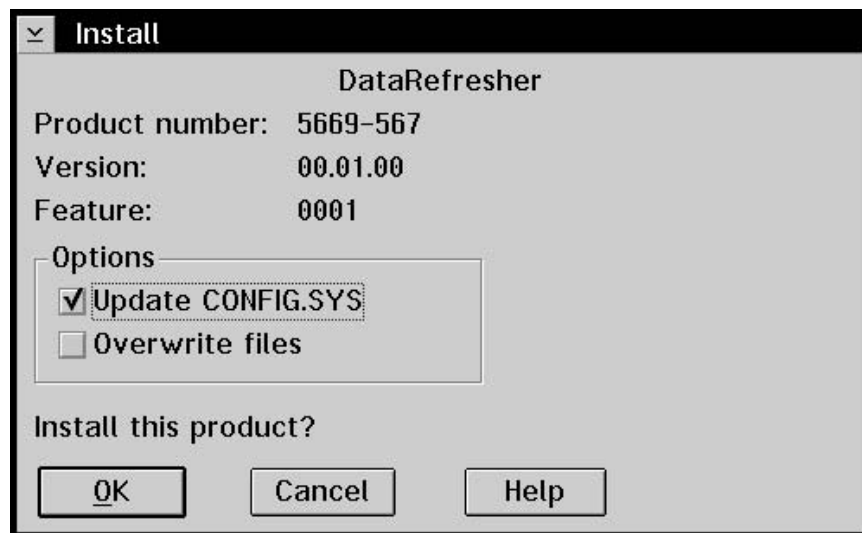 Install
DataRefresher
Product number: 5669-567
Version: 00.01.00
Feature: 0001
Options
Update CONFIG.SYS
Overwrite files
Install this product?
OK Cancel Help